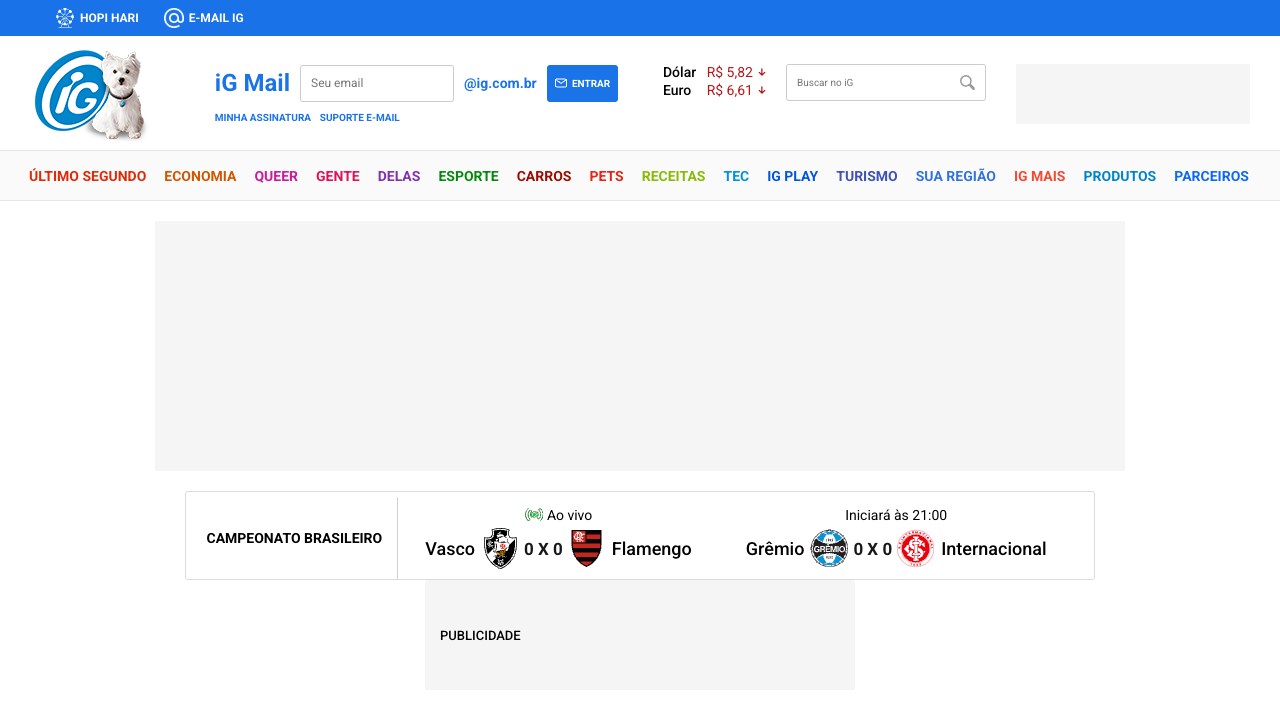 HOPI HARI E-MAIL IG
iG
iG Mail Seu email @ig.com.br ENTRAR
MINHA ASSINATURA SUPORTE E-MAIL
Dólar R$ 5,82
Euro R$ 6,61
Buscar no iG
ÚLTIMO SEGUNDO ECONOMIA QUEER GENTE DELAS ESPORTE CARROS PETS RECEITAS TEC IG PLAY TURISMO SUA REGIÃO IG MAIS PRODUTOS PARCEIROS
CAMPEONATO BRASILEIRO
Ao vivo
Vasco 0 X 0 Flamengo
Iniciará às 21:00
Grêmio GRÊMIO 0 X 0 Internacional
PUBLICIDADE